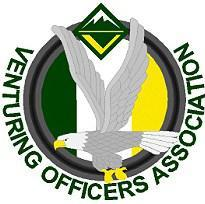 VENTURING OFFICERS ASSOCIATION